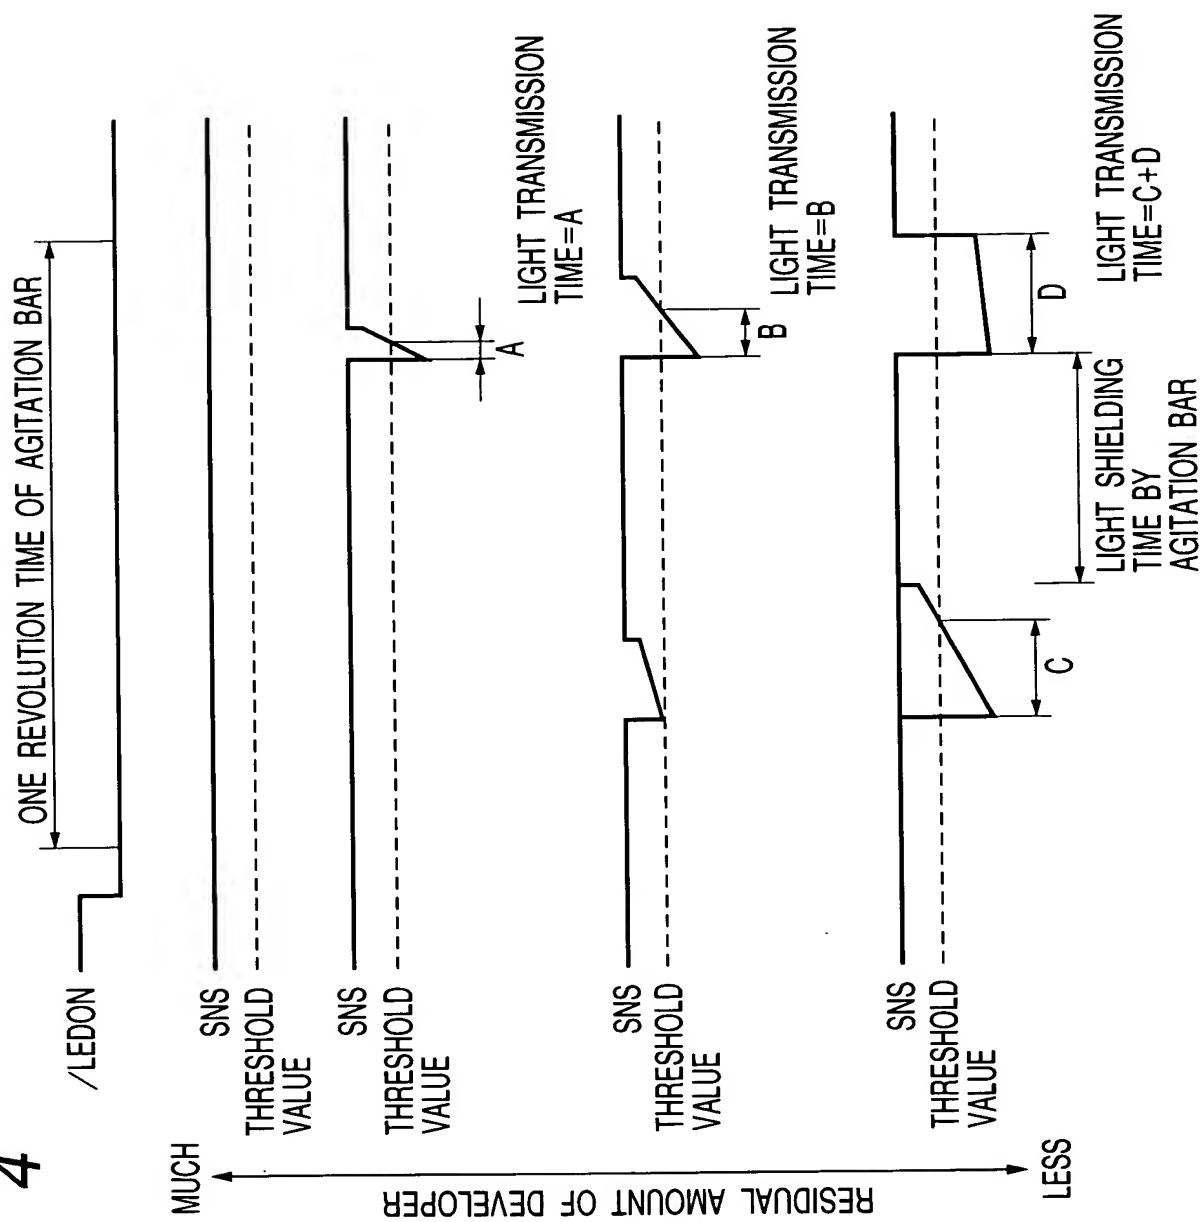 4
/LEDON
ONE REVOLUTION TIME OF AGITATION BAR
MUCH
RESIDUAL AMOUNT OF DEVELOPER
LESS
SNS
THRESHOLD
VALUE
SNS
THRESHOLD
VALUE
A
LIGHT TRANSMISSION
TIME=A
SNS
THRESHOLD
VALUE
B
LIGHT TRANSMISSION
TIME=B
SNS
THRESHOLD
VALUE
C
LIGHT SHIELDING
TIME BY
AGITATION BAR
D
LIGHT TRANSMISSION
TIME=C+D